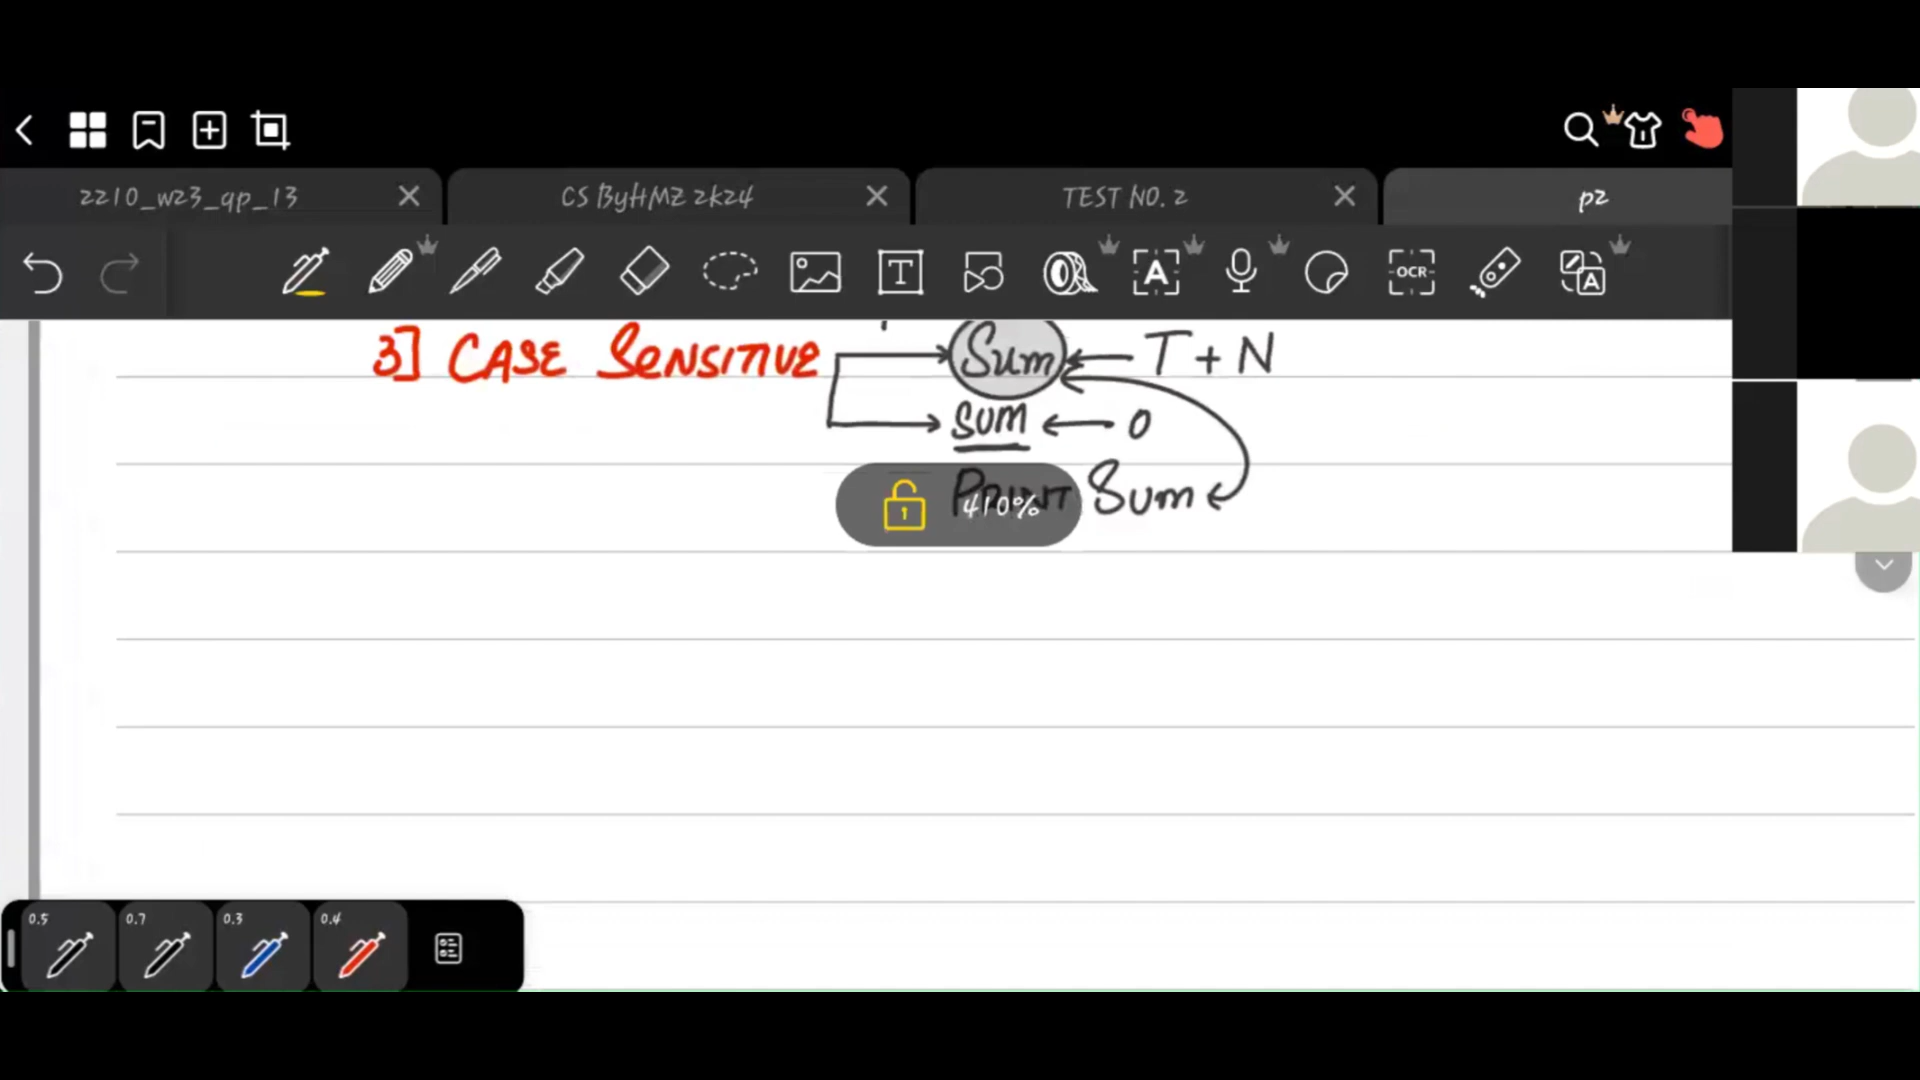 2210_w23_qp_13
CS ByHMZ 2k24
TEST NO. 2
p2
T
A
OCR
A
3] CASE SENSITIVE
Sum ← T + N
SUM ← 0
PRINT Sum
410%
0.5
0.7
0.3
0.4